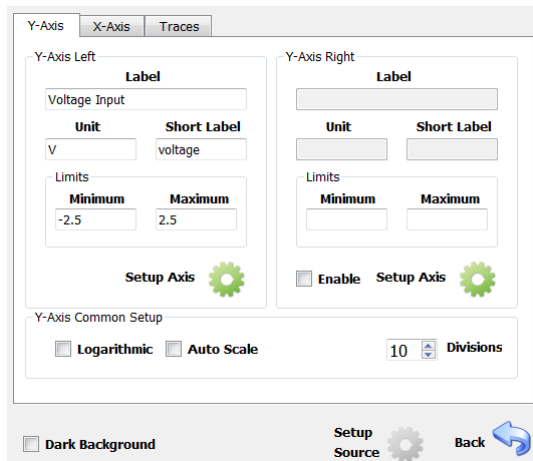 Y-Axis X-Axis Traces
Y-Axis Left
Label
Voltage Input
Unit Short Label
V voltage
Limits
Minimum Maximum
-2.5 2.5
Setup Axis
Y-Axis Right
Label
Unit Short Label
Limits
Minimum Maximum
Enable Setup Axis
Y-Axis Common Setup
Logarithmic Auto Scale 10 Divisions
Dark Background
Setup
Source
Back